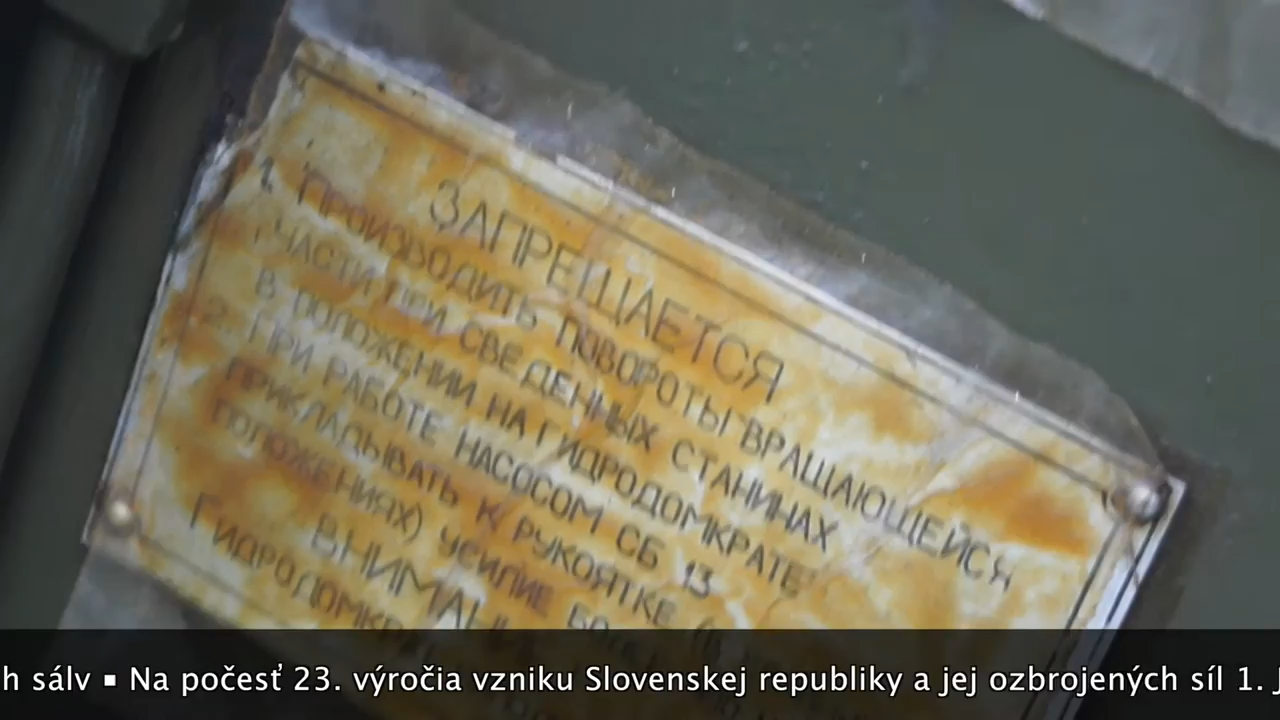 ЗАПРЕЩАЕТСЯ
1. ПРОИЗВОДИТЬ ПОВОРОТЫ ВРАЩАЮЩЕЙСЯ
ЧАСТИ ПРИ СВЕДЕННЫХ СТАНИНАХ
В ПОЛОЖЕНИИ НА ГИДРОДОМКРАТЕ
2. ПРИ РАБОТЕ НАСОСОМ СБ 13
ПРИКЛАДЫВАТЬ К РУКОЯТКЕ
ПОЛОЖЕНИЯХ) УСИЛИЕ
h sálv ▪ Na počesť 23. výročia vzniku Slovenskej republiky a jej ozbrojených síl 1.